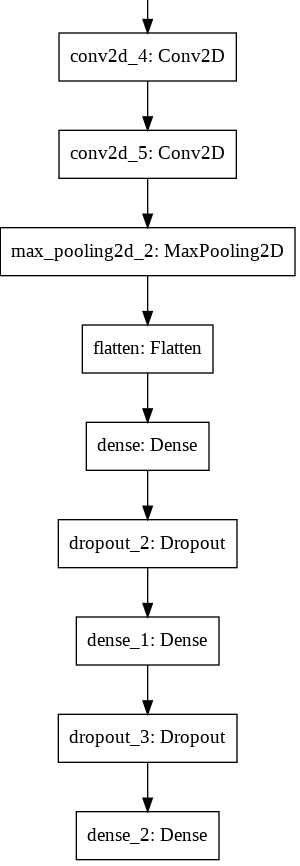 conv2d_4: Conv2D
conv2d_5: Conv2D
max_pooling2d_2: MaxPooling2D
flatten: Flatten
dense: Dense
dropout_2: Dropout
dense_1: Dense
dropout_3: Dropout
dense_2: Dense